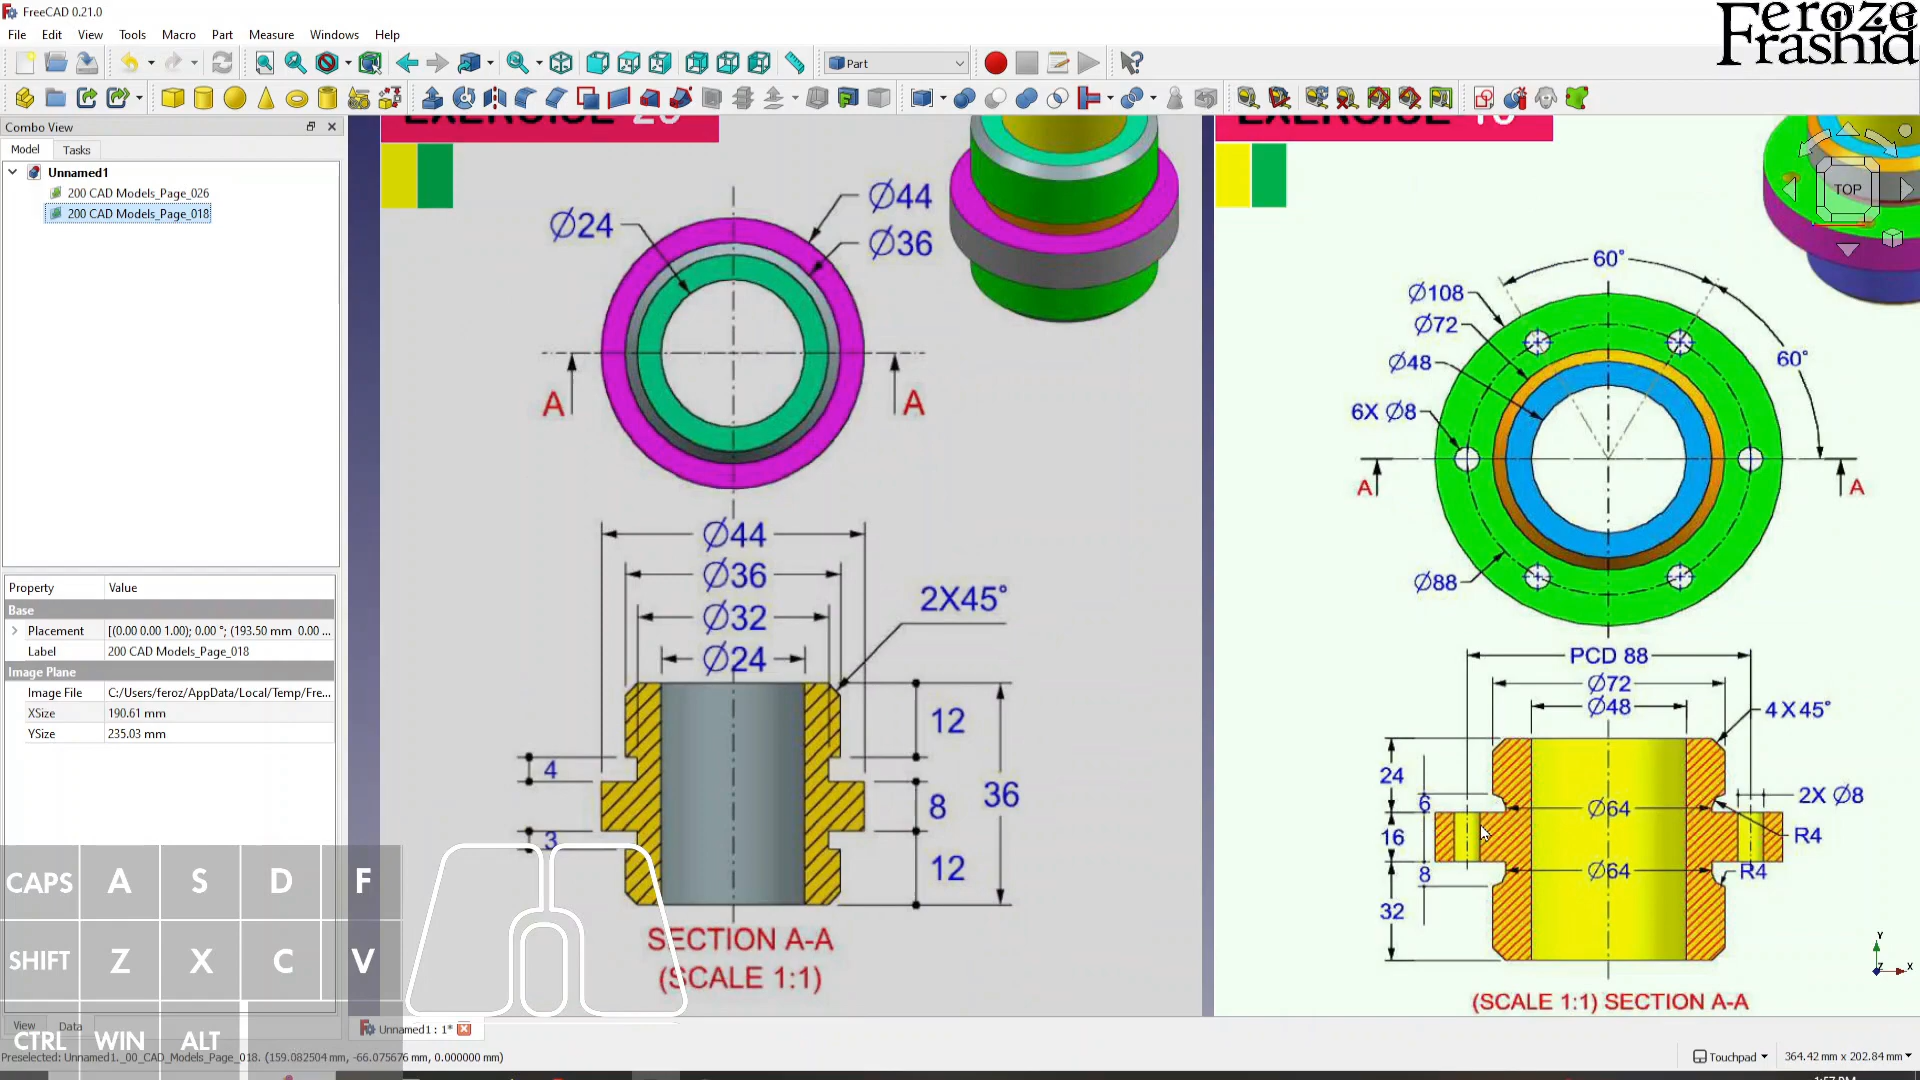 FreeCAD 0.21.0
Feroze
Frashid
File Edit View Tools Macro Part Measure Windows Help
Part
Combo View
Model Tasks
Unnamed1
200 CAD Models_Page_026
200 CAD Models_Page_018
Property Value
Base
Placement [(0.00 0.00 1.00); 0.00 °; (193.50 mm 0.00 ...
Label 200 CAD Models_Page_018
Image Plane
Image File C:/Users/feroz/AppData/Local/Temp/Fre...
XSize 190.61 mm
YSize 235.03 mm
CAPS A S D F
SHIFT Z X C V
CTRL WIN ALT
View Data
EXERCISE
Ø24
Ø44
Ø36
A A
Ø44
Ø36
Ø32
Ø24
2X45°
12
4
8
36
3
12
SECTION A-A
(SCALE 1:1)
EXERCISE
TOP
60°
Ø108
Ø72
Ø48
60°
6X Ø8
A A
Ø88
PCD 88
Ø72
Ø48
4X45°
24
6
Ø64
2X Ø8
16
R4
8
Ø64
R4
32
(SCALE 1:1) SECTION A-A
Y
Z X
Unnamed1 : 1*
Preselected: Unnamed1._00_CAD_Models_Page_018. (159.082504 mm, -66.075676 mm, 0.000000 mm)
Touchpad
364.42 mm x 202.84 mm